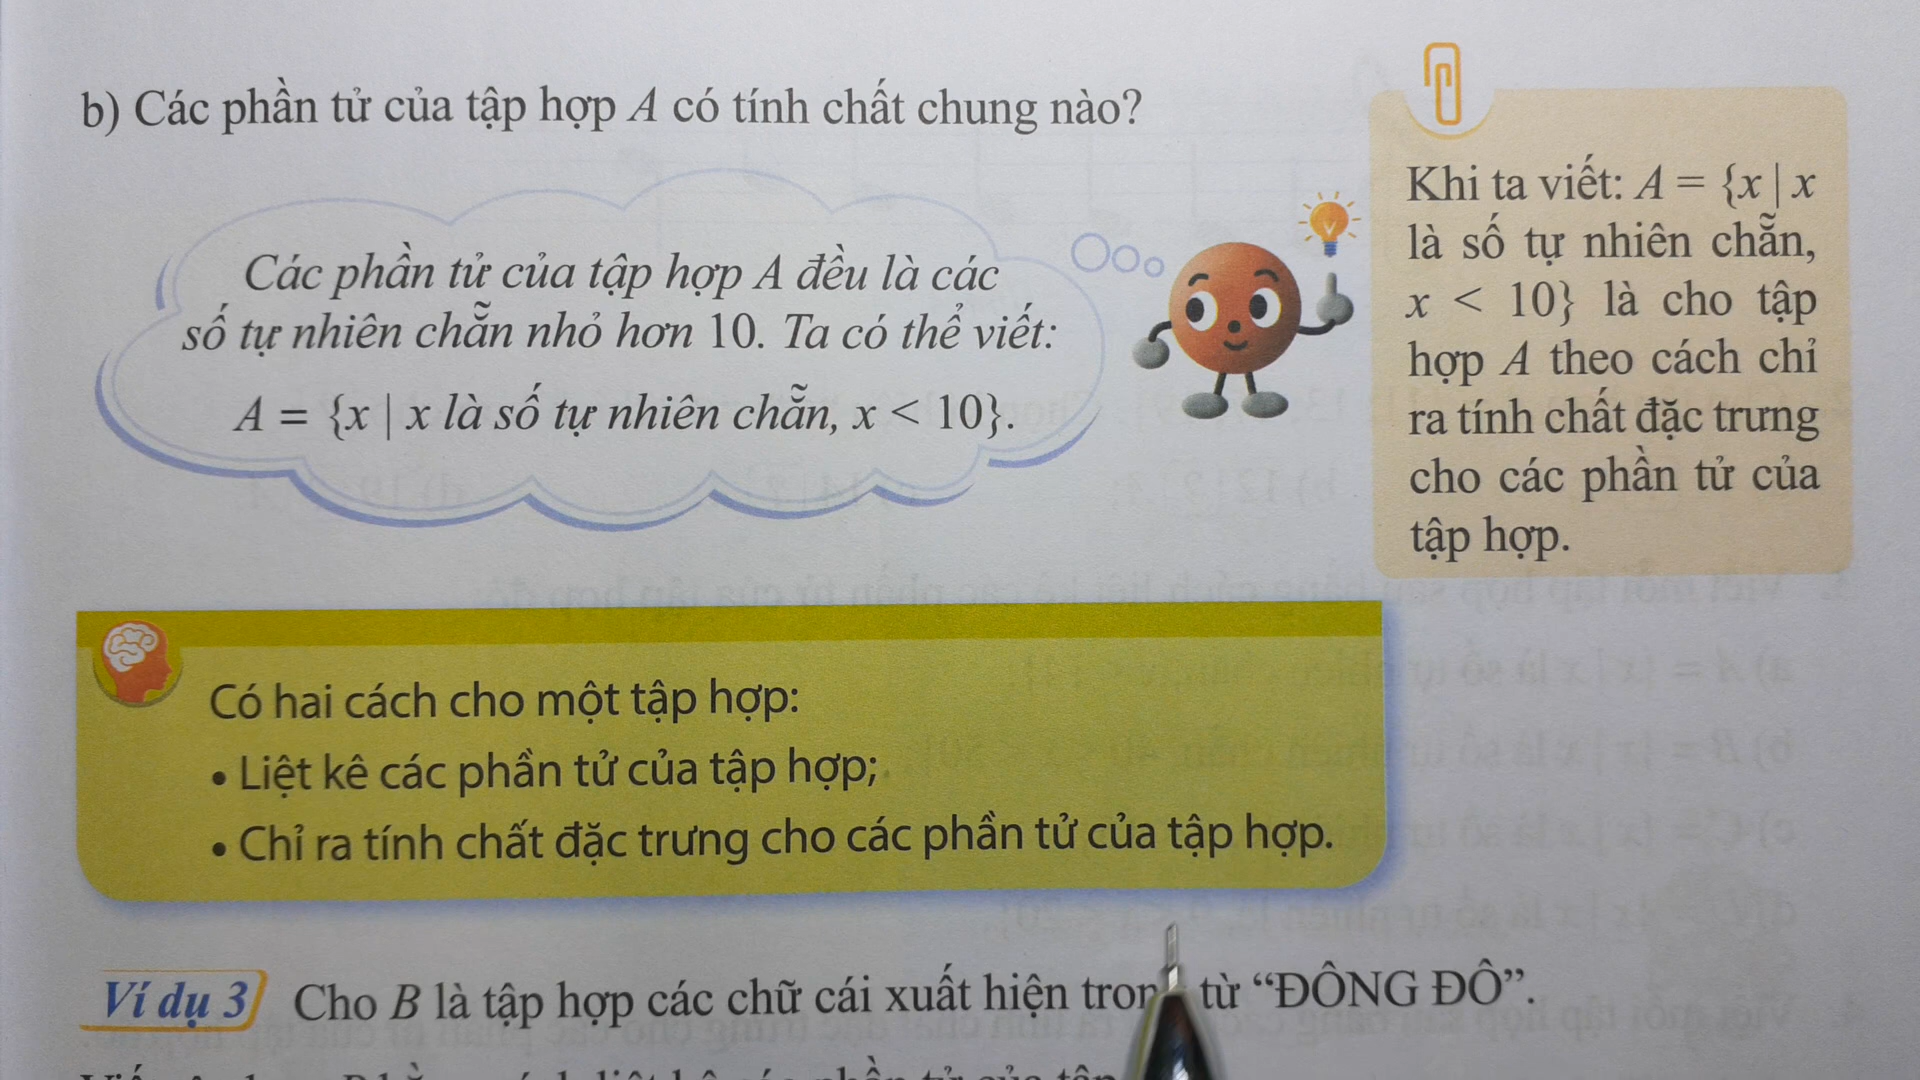 b) Các phần tử của tập hợp A có tính chất chung nào?
Các phần tử của tập hợp A đều là các
số tự nhiên chẵn nhỏ hơn 10. Ta có thể viết:
A = {x | x là số tự nhiên chẵn, x < 10}.
Khi ta viết: A = {x | x
là số tự nhiên chẵn,
x < 10} là cho tập
hợp A theo cách chỉ
ra tính chất đặc trưng
cho các phần tử của
tập hợp.
Có hai cách cho một tập hợp:
• Liệt kê các phần tử của tập hợp;
• Chỉ ra tính chất đặc trưng cho các phần tử của tập hợp.
Ví dụ 3 Cho B là tập hợp các chữ cái xuất hiện trong từ “ĐÔNG ĐÔ”.